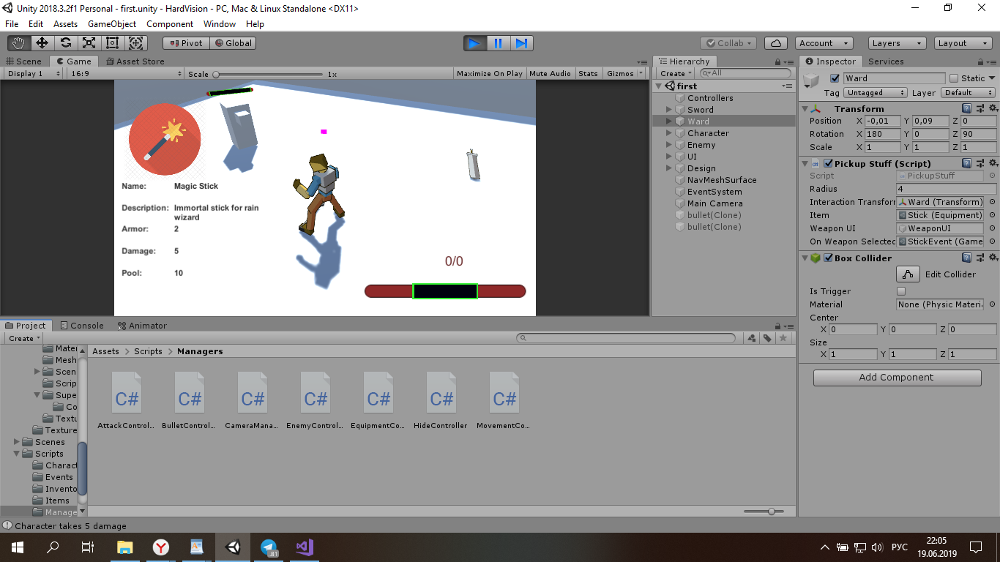 Unity 2018.3.2f1 Personal - first.unity - HardVision - PC, Mac & Linux Standalone <DX11>
File Edit Assets GameObject Component Window Help
Pivot Global Collab Account Layers Layout
Scene Game Asset Store
Display 1 16:9 Scale 1x Maximize On Play Mute Audio Stats Gizmos
Name: Magic Stick
Description: Immortal stick for rain
wizard
Armor: 2
Damage: 5
Pool: 10
0/0
Hierarchy
Create All
first
Controllers
Sword
Ward
Character
Enemy
UI
Design
NavMeshSurface
EventSystem
Main Camera
bullet(Clone)
bullet(Clone)
Inspector Services
Ward Static
Tag Untagged Layer Default
Transform
Position X -0,01 Y 0,09 Z 0
Rotation X 180 Y 0 Z 90
Scale X 1 Y 1 Z 1
Pickup Stuff (Script)
Script PickupStuff
Radius 4
Interaction Transforn Ward (Transform)
Item Stick (Equipment)
Weapon UI WeaponUI
On Weapon Selected StickEvent (Game
Box Collider
Edit Collider
Is Trigger
Material None (Physic Materi
Center
X 0 Y 0 Z 0
Size
X 1 Y 1 Z 1
Add Component
Project Console Animator
Create
Mater
Mesh
Scen
Scrip
Supe
Co
Textu
Texture
Scenes
Scripts
Charact
Events
Invento
Items
Manage
Assets > Scripts > Managers
C# C# C# C# C# C# C#
AttackControl... BulletControl... CameraMana... EnemyControl... EquipmentCo... HideController MovementCo...
Character takes 5 damage
81
РУС
22:05
19.06.2019